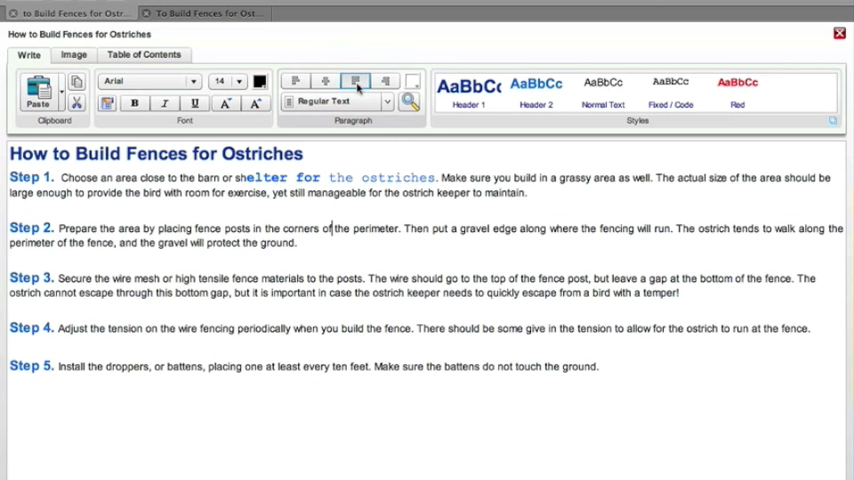 to Build Fences for Ostr...
To Build Fences for Ost...
How to Build Fences for Ostriches
Write Image Table of Contents
Arial 14
AaBbCc AaBbCc AaBbCc AaBbCc AaBbCc
Paste B I U A A Regular Text
Header 1 Header 2 Normal Text Fixed / Code Red
Clipboard Font Paragraph Styles
How to Build Fences for Ostriches
Step 1. Choose an area close to the barn or shelter for the ostriches. Make sure you build in a grassy area as well. The actual size of the area should be
large enough to provide the bird with room for exercise, yet still manageable for the ostrich keeper to maintain.
Step 2. Prepare the area by placing fence posts in the corners of the perimeter. Then put a gravel edge along where the fencing will run. The ostrich tends to walk along the
perimeter of the fence, and the gravel will protect the ground.
Step 3. Secure the wire mesh or high tensile fence materials to the posts. The wire should go to the top of the fence post, but leave a gap at the bottom of the fence. The
ostrich cannot escape through this bottom gap, but it is important in case the ostrich keeper needs to quickly escape from a bird with a temper!
Step 4. Adjust the tension on the wire fencing periodically when you build the fence. There should be some give in the tension to allow for the ostrich to run at the fence.
Step 5. Install the droppers, or battens, placing one at least every ten feet. Make sure the battens do not touch the ground.